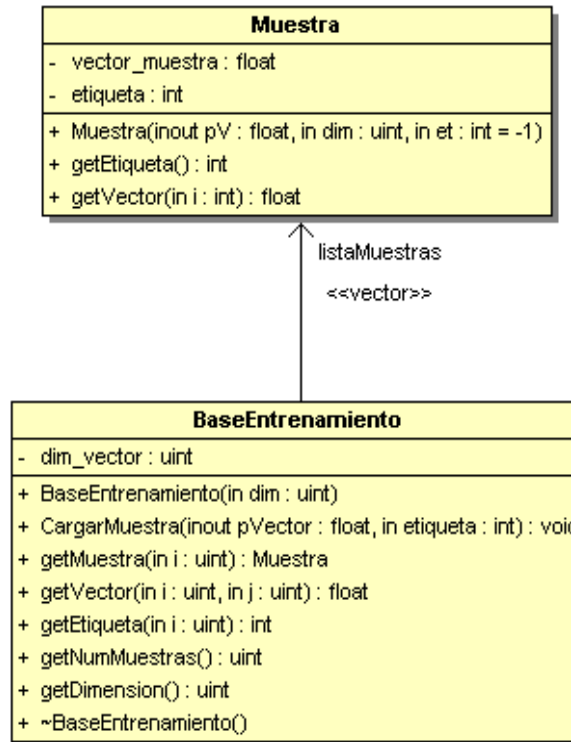 Muestra
- vector_muestra : float
- etiqueta : int
+ Muestra(inout pV : float, in dim : uint, in et : int = -1)
+ getEtiqueta() : int
+ getVector(in i : int) : float
listaMuestras
<<vector>>
BaseEntrenamiento
- dim_vector : uint
+ BaseEntrenamiento(in dim : uint)
+ CargarMuestra(inout pVector : float, in etiqueta : int) : void
+ getMuestra(in i : uint) : Muestra
+ getVector(in i : uint, in j : uint) : float
+ getEtiqueta(in i : uint) : int
+ getNumMuestras() : uint
+ getDimension() : uint
+ ~BaseEntrenamiento()